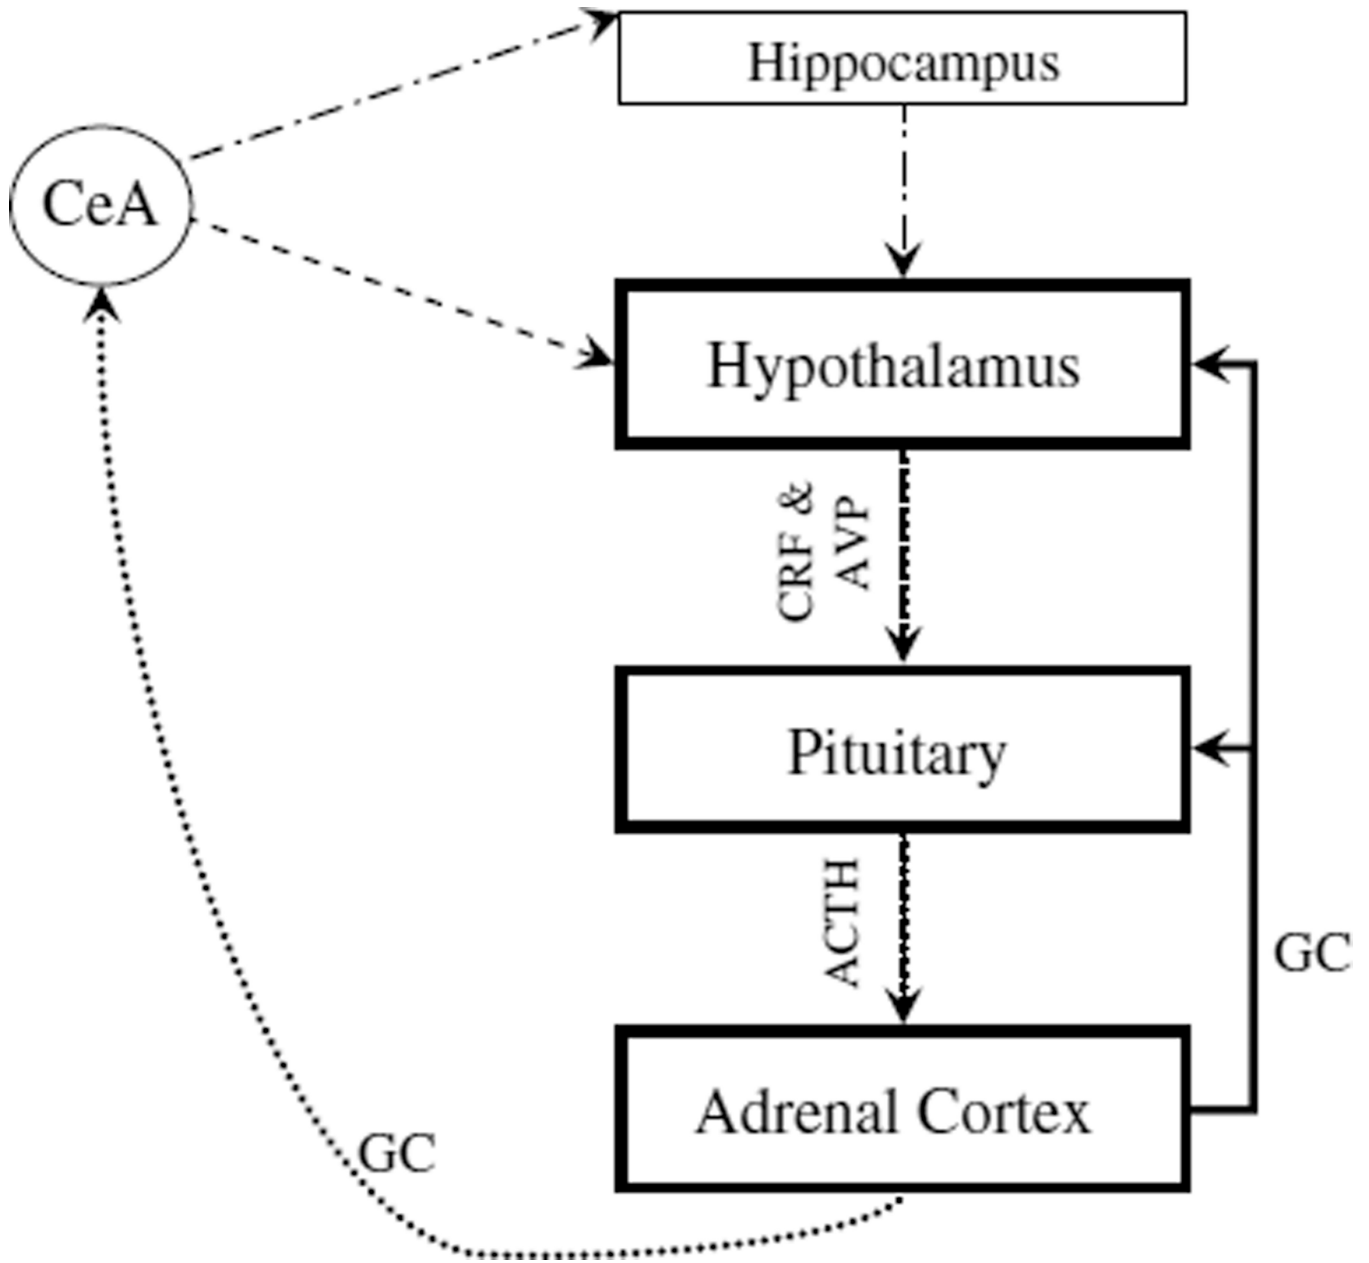 Hippocampus
CeA
Hypothalamus
CRF &
AVP
Pituitary
ACTH
GC
Adrenal Cortex
GC